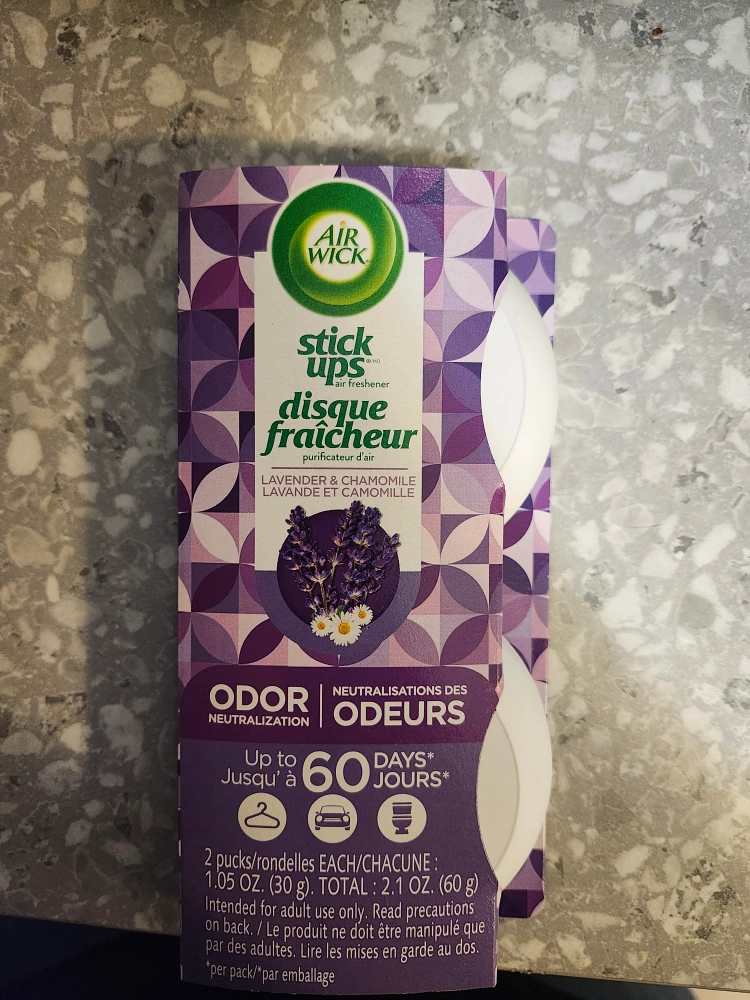 AIR
WICK
stick
ups ®/MD
air freshener
disque
fraîcheur
purificateur d'air
LAVENDER & CHAMOMILE
LAVANDE ET CAMOMILLE
ODOR
NEUTRALIZATION
NEUTRALISATIONS DES
ODEURS
Up to
Jusqu' à
60
DAYS*
JOURS*
2 pucks/rondelles EACH/CHACUNE :
1.05 OZ. (30 g). TOTAL : 2.1 OZ. (60 g)
Intended for adult use only. Read precautions
on back. / Le produit ne doit être manipulé que
par des adultes. Lire les mises en garde au dos.
*per pack/*par emballage